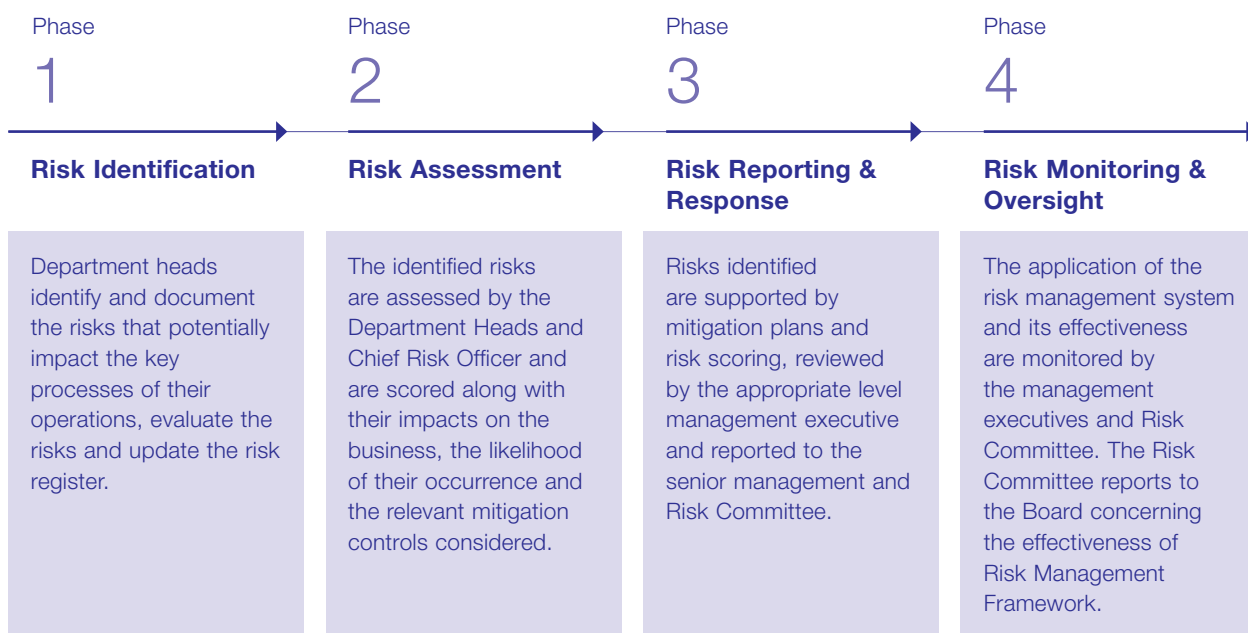 Phase
1
Risk Identification
Department heads
identify and document
the risks that potentially
impact the key
processes of their
operations, evaluate the
risks and update the risk
register.
Phase
2
Risk Assessment
The identified risks
are assessed by the
Department Heads and
Chief Risk Officer and
are scored along with
their impacts on the
business, the likelihood
of their occurrence and
the relevant mitigation
controls considered.
Phase
3
Risk Reporting &
Response
Risks identified
are supported by
mitigation plans and
risk scoring, reviewed
by the appropriate level
management executive
and reported to the
senior management and
Risk Committee.
Phase
4
Risk Monitoring &
Oversight
The application of the
risk management system
and its effectiveness
are monitored by
the management
executives and Risk
Committee. The Risk
Committee reports to
the Board concerning
the effectiveness of
Risk Management
Framework.